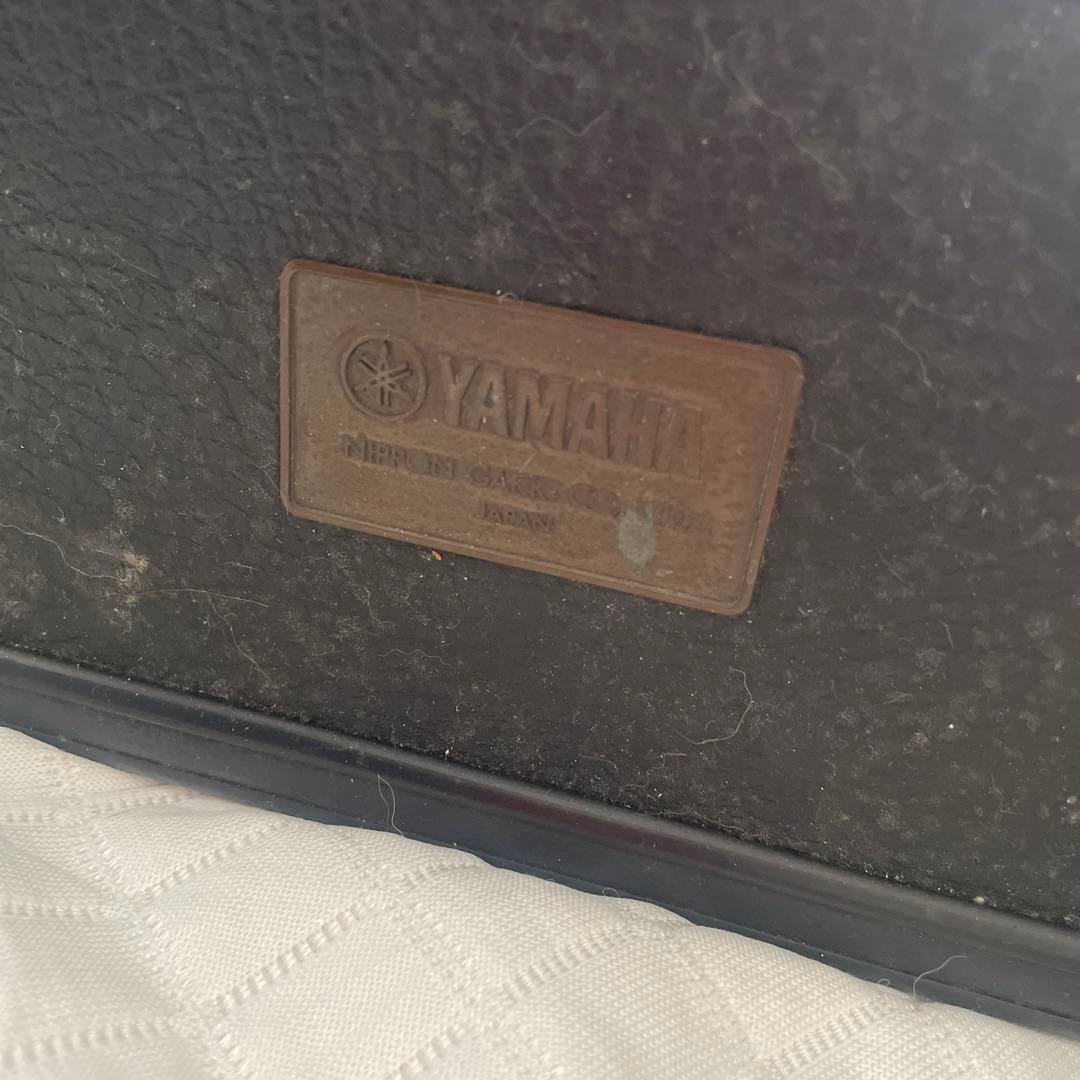 YAMAHA
NIPPON GAKKI CO., LTD.
JAPAN